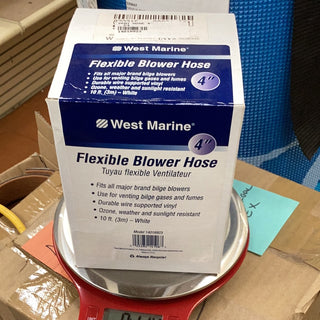 West Marine®
Flexible Blower Hose
• Fits all major brand bilge blowers
• Use for venting bilge gases and fumes
• Durable wire supported vinyl
• Ozone, weather and sunlight resistant
• 10 ft. (3m) – White
4"
West Marine®
4"
Flexible Blower Hose
Tuyau flexible Ventilateur
• Fits all major brand bilge blowers
• Use for venting bilge gases and fumes
• Durable wire supported vinyl
• Ozone, weather and sunlight resistant
• 10 ft. (3m) – White
Always Recycle!